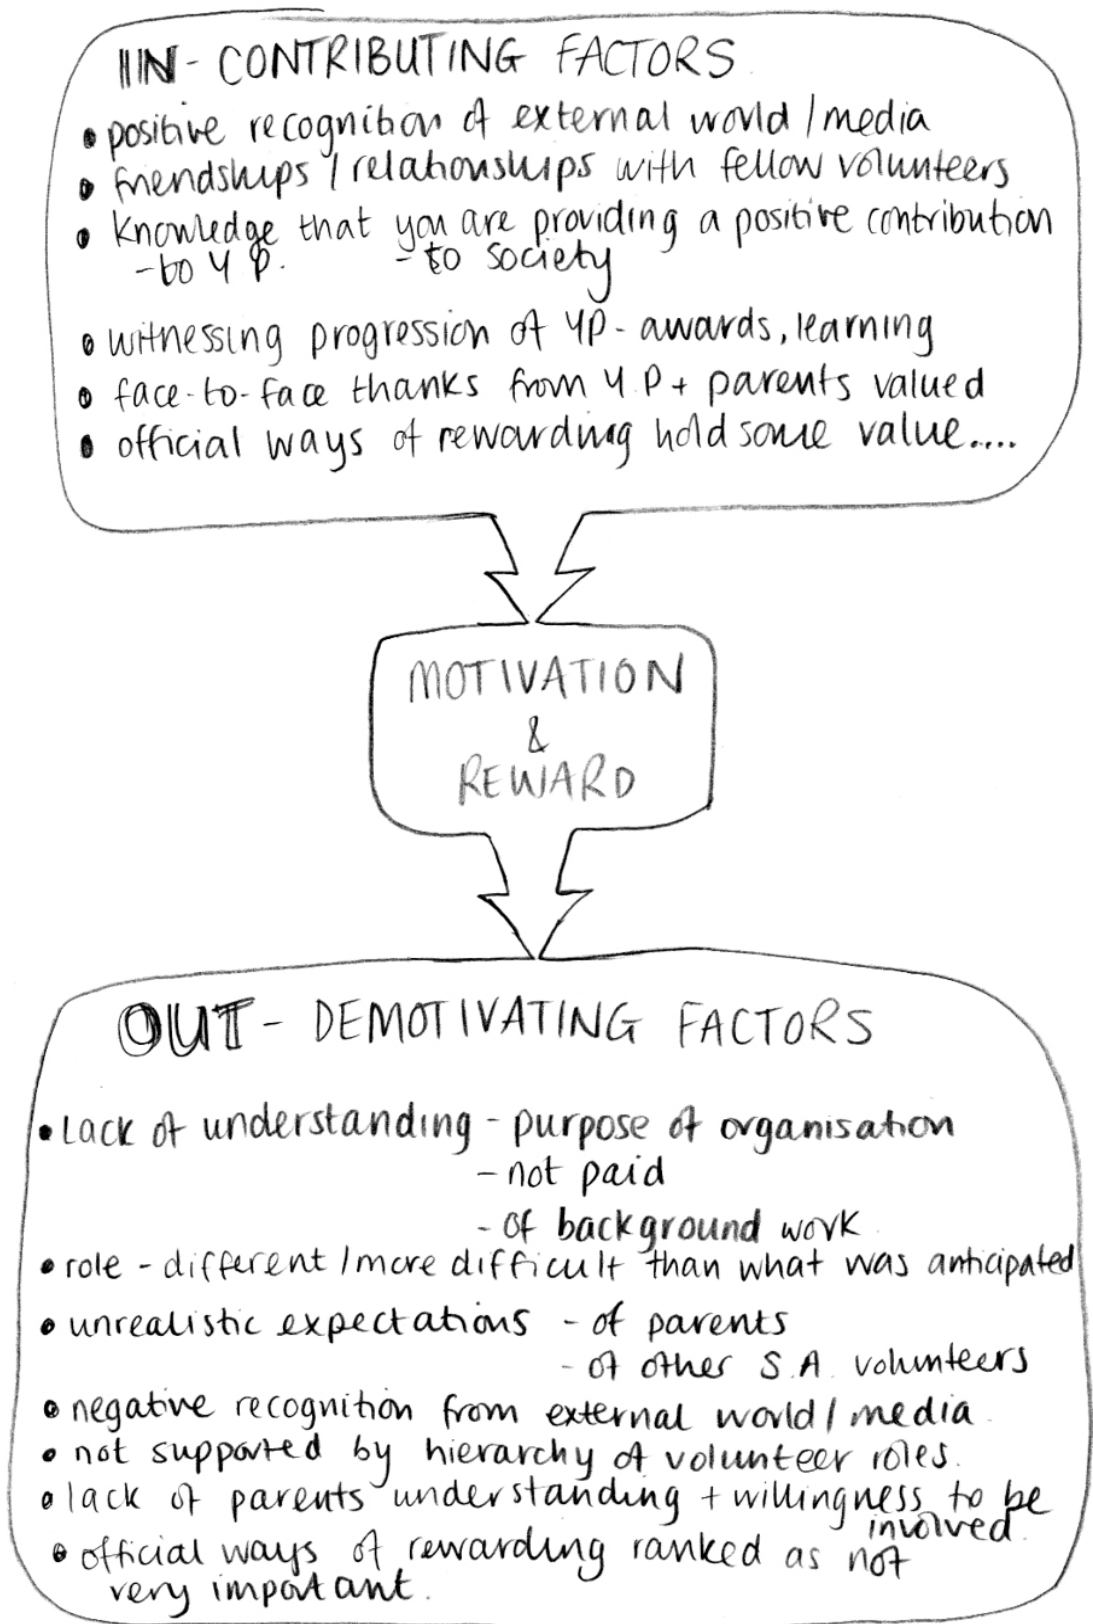 IN - CONTRIBUTING FACTORS
• positive recognition of external world / media
• friendships / relationships with fellow volunteers
• knowledge that you are providing a positive contribution
- to Y P. - to society
• witnessing progression of YP - awards, learning
• face-to-face thanks from Y.P + parents valued
• official ways of rewarding hold some value....
MOTIVATION
&
REWARD
OUT - DEMOTIVATING FACTORS
• Lack of understanding - purpose of organisation
- not paid
- of background work
• role - different / more difficult than what was anticipated
• unrealistic expectations - of parents
- of other S.A. volunteers
• negative recognition from external world / media
• not supported by hierarchy of volunteer roles.
• lack of parents understanding + willingness to be
involved.
• official ways of rewarding ranked as not
very important.